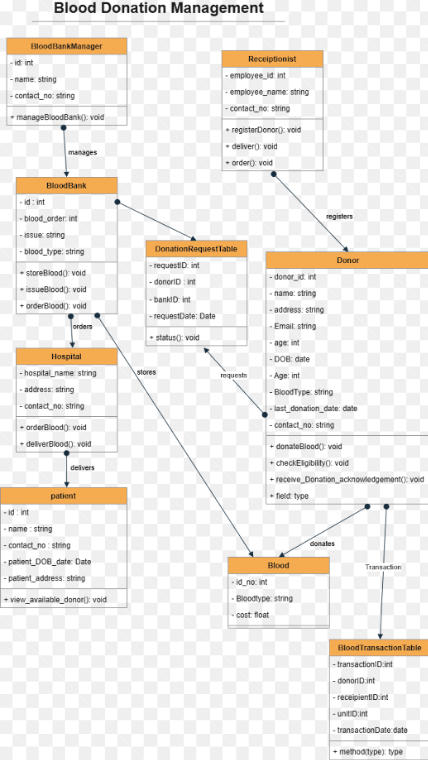 Blood Donation Management
BloodBankManager
- id: int
- name: string
- contact_no: string
+ manageBloodBank(): void
manages
Receiptionist
- employee_id: int
- employee_name: string
- contact_no: string
+ registerDonor(): void
+ deliver(): void
+ order(): void
registers
BloodBank
- id : int
- blood_order: int
- issue: string
- blood_type: string
+ storeBlood(): void
+ issueBlood(): void
+ orderBlood(): void
orders
DonationRequestTable
- requestID: int
- donorID : int
- bankID: int
- requestDate: Date
+ status(): void
requests
Donor
- donor_id: int
- name: string
- address: string
- Email: string
- age: int
- DOB: date
- Age: int
- BloodType: string
- last_donation_date: date
- contact_no: string
+ donateBlood(): void
+ checkEligibility(): void
+ receive_Donation_acknowledgement(): void
+ field: type
Hospital
- hospital_name: string
- address: string
- contact_no: string
+ orderBlood(): void
+ deliverBlood(): void
delivers
stores
patient
- id : int
- name : string
- contact_no : string
- patient_DOB_date: Date
- patient_address: string
+ view_available_donor(): void
donates
Transaction
Blood
- id_no: int
- Bloodtype: string
- cost: float
BloodTransactionTable
- transactionID:int
- donorID:int
- receipientID:int
- unitID:int
- transactionDate:date
+ method(type): type